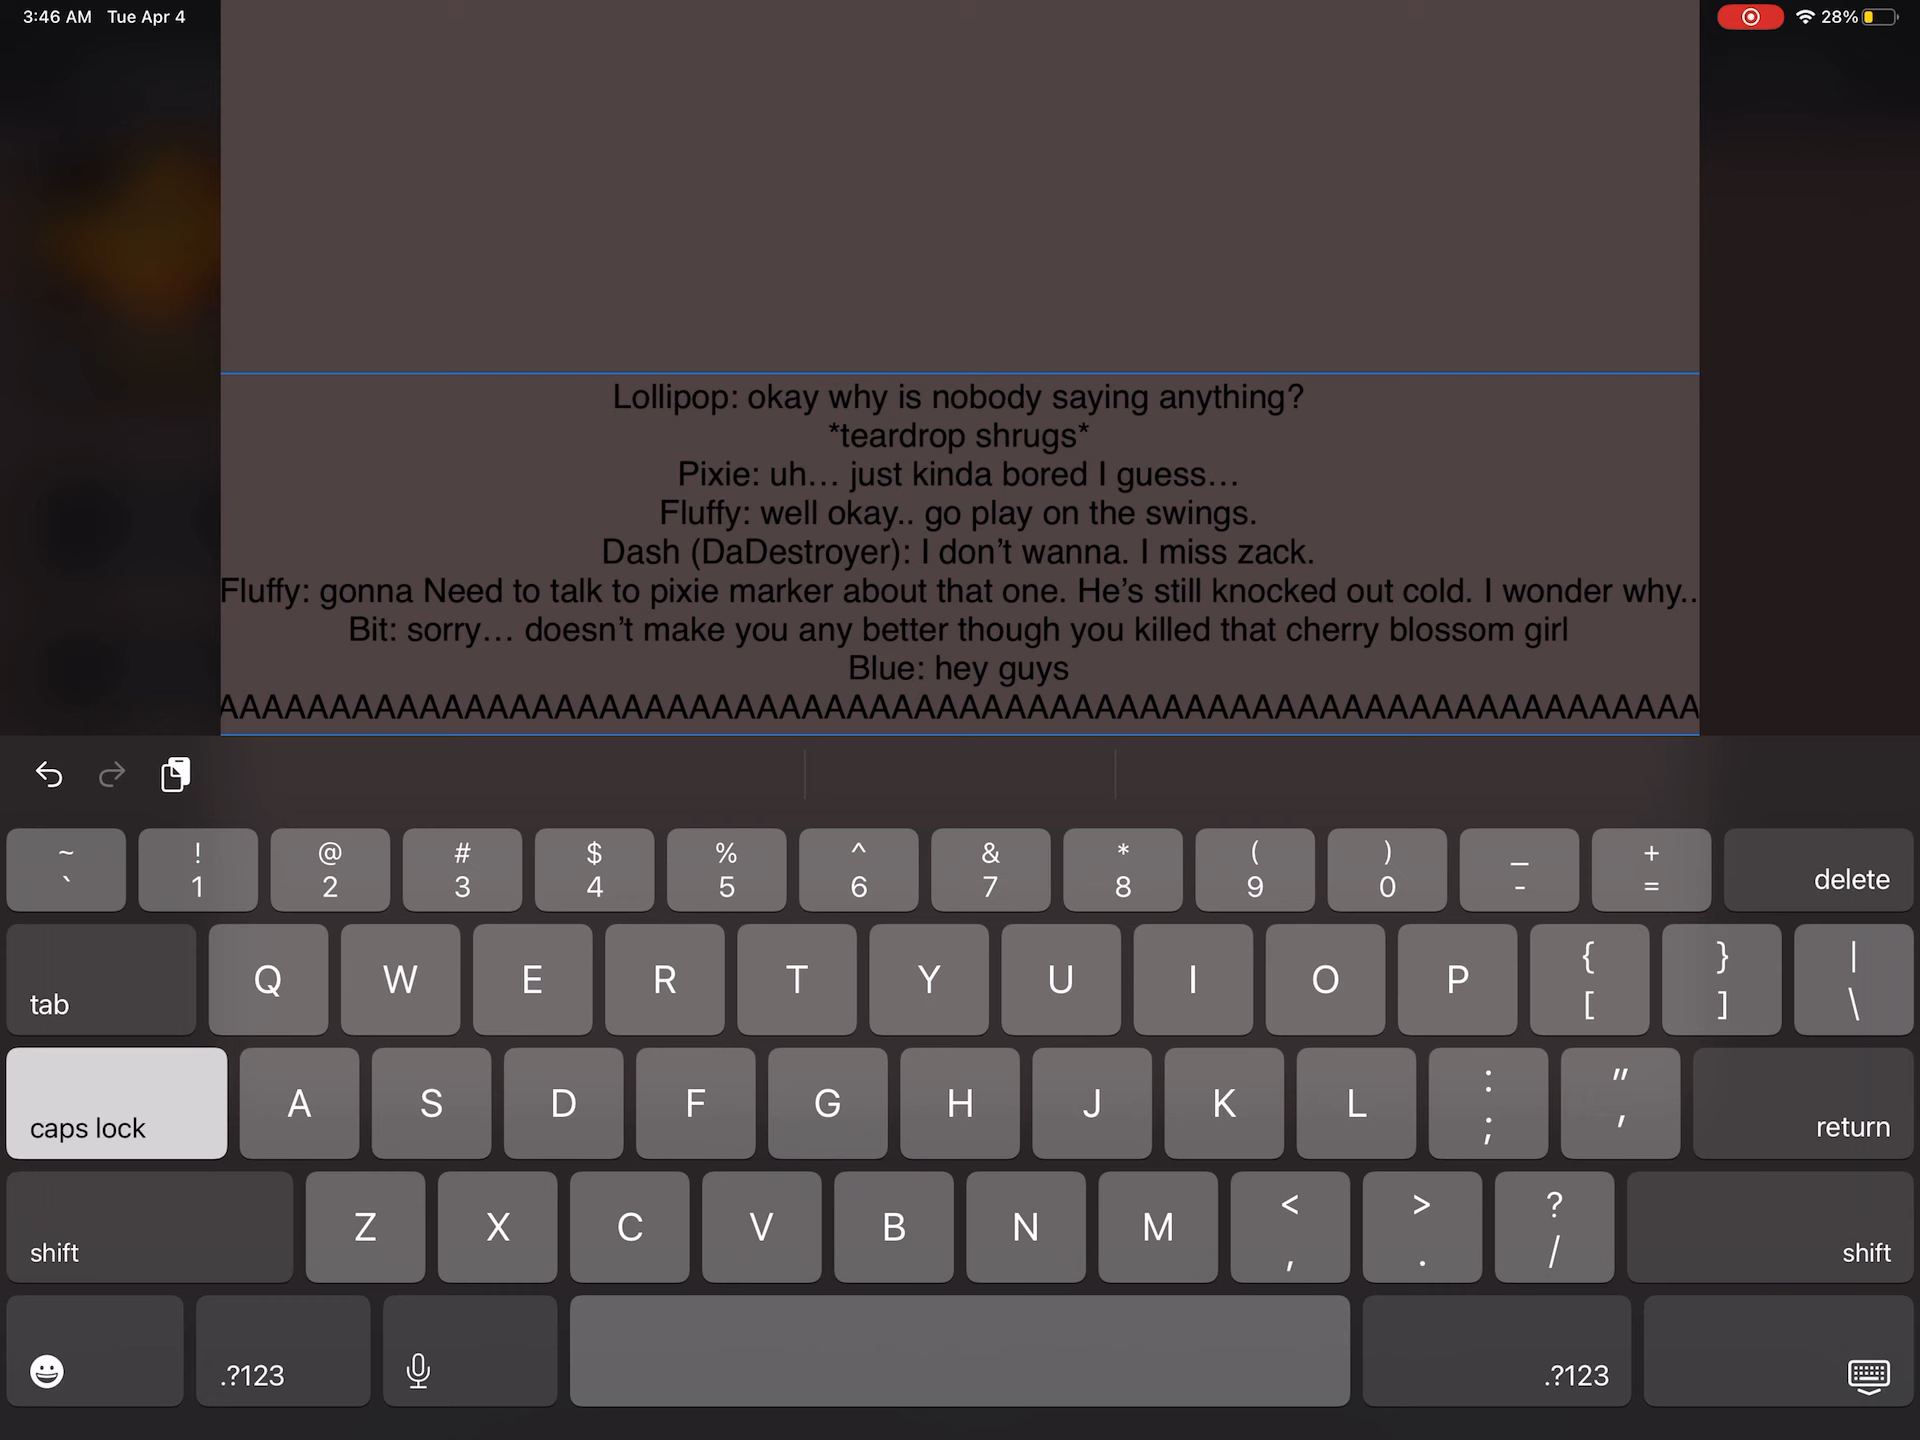 3:46 AM Tue Apr 4
28%
Lollipop: okay why is nobody saying anything?
*teardrop shrugs*
Pixie: uh... just kinda bored I guess...
Fluffy: well okay.. go play on the swings.
Dash (DaDestroyer): I don’t wanna. I miss zack.
Fluffy: gonna Need to talk to pixie marker about that one. He’s still knocked out cold. I wonder why..
Bit: sorry... doesn’t make you any better though you killed that cherry blossom girl
Blue: hey guys
AAAAAAAAAAAAAAAAAAAAAAAAAAAAAAAAAAAAAAAAAAAAAAAAAAAAAAAAAAAAAAAAAA
~ ! @ # $ % ^ & * ( ) _ +
` 1 2 3 4 5 6 7 8 9 0 - = delete
tab Q W E R T Y U I O P { [ } ] | \
caps lock A S D F G H J K L : ; " ' return
shift Z X C V B N M < , > . ? / shift
.?123 .?123